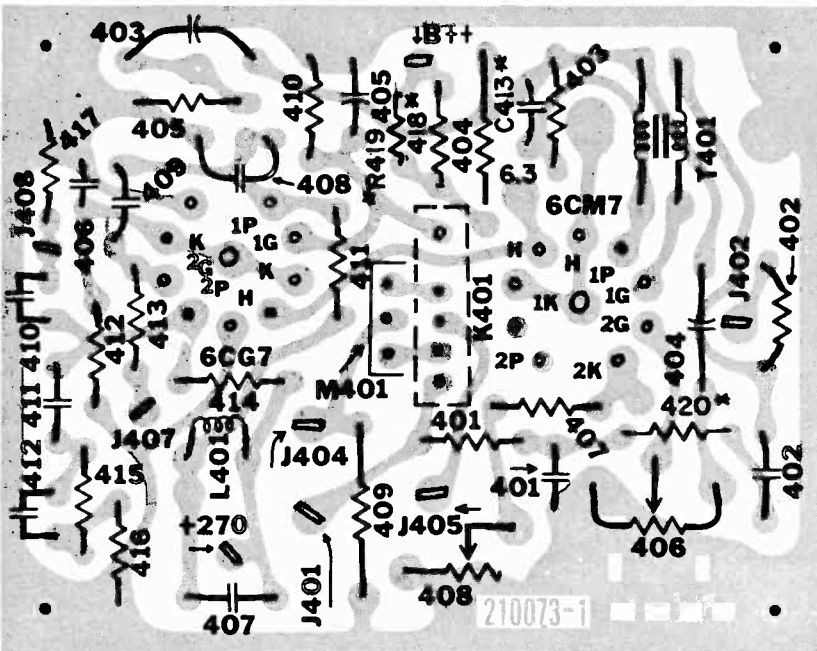 403
↓B++
405
410
405
*R419
418*
404
C413*
403
T401
6.3
417
J408
406
409
408
6CM7
402
K
2G
2P
1P
1G
K
H
411
K401
H
H
1P
1G
1K
2G
2P
2K
J402
404
410
412
413
6CG7
414
M401
401
407
420*
411
J407
L401
J404
412
415
409
J405
401
402
416
+270
J401
407
408
406
210073-1